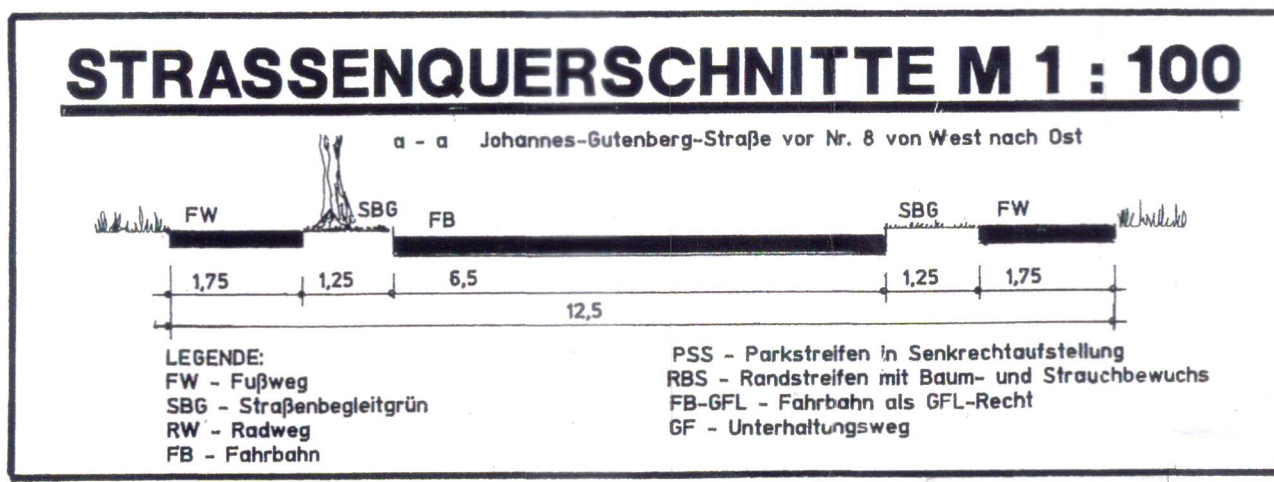 STRASSENQUERSCHNITTE M 1 : 100
a - a Johannes-Gutenberg-Straße vor Nr. 8 von West nach Ost
FW SBG FB SBG FW
1,75 1,25 6,5 1,25 1,75
12,5
LEGENDE:
FW - Fußweg
SBG - Straßenbegleitgrün
RW - Radweg
FB - Fahrbahn
PSS - Parkstreifen in Senkrechtaufstellung
RBS - Randstreifen mit Baum- und Strauchbewuchs
FB-GFL - Fahrbahn als GFL-Recht
GF - Unterhaltungsweg